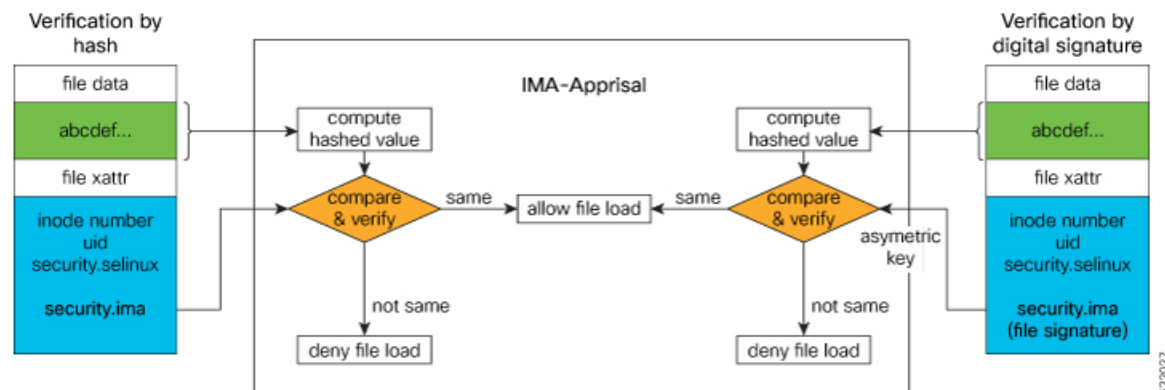 Verification by
hash
file data
abcdef...
file xattr
inode number
uid
security.selinux
security.ima
IMA-Apprisal
compute
hashed value
compare
& verify
same
not same
deny file load
allow file load
compute
hashed value
same
compare
& verify
asymetric
key
not same
deny file load
Verification by
digital signature
file data
abcdef...
file xattr
inode number
uid
security.selinux
security.ima
(file signature)